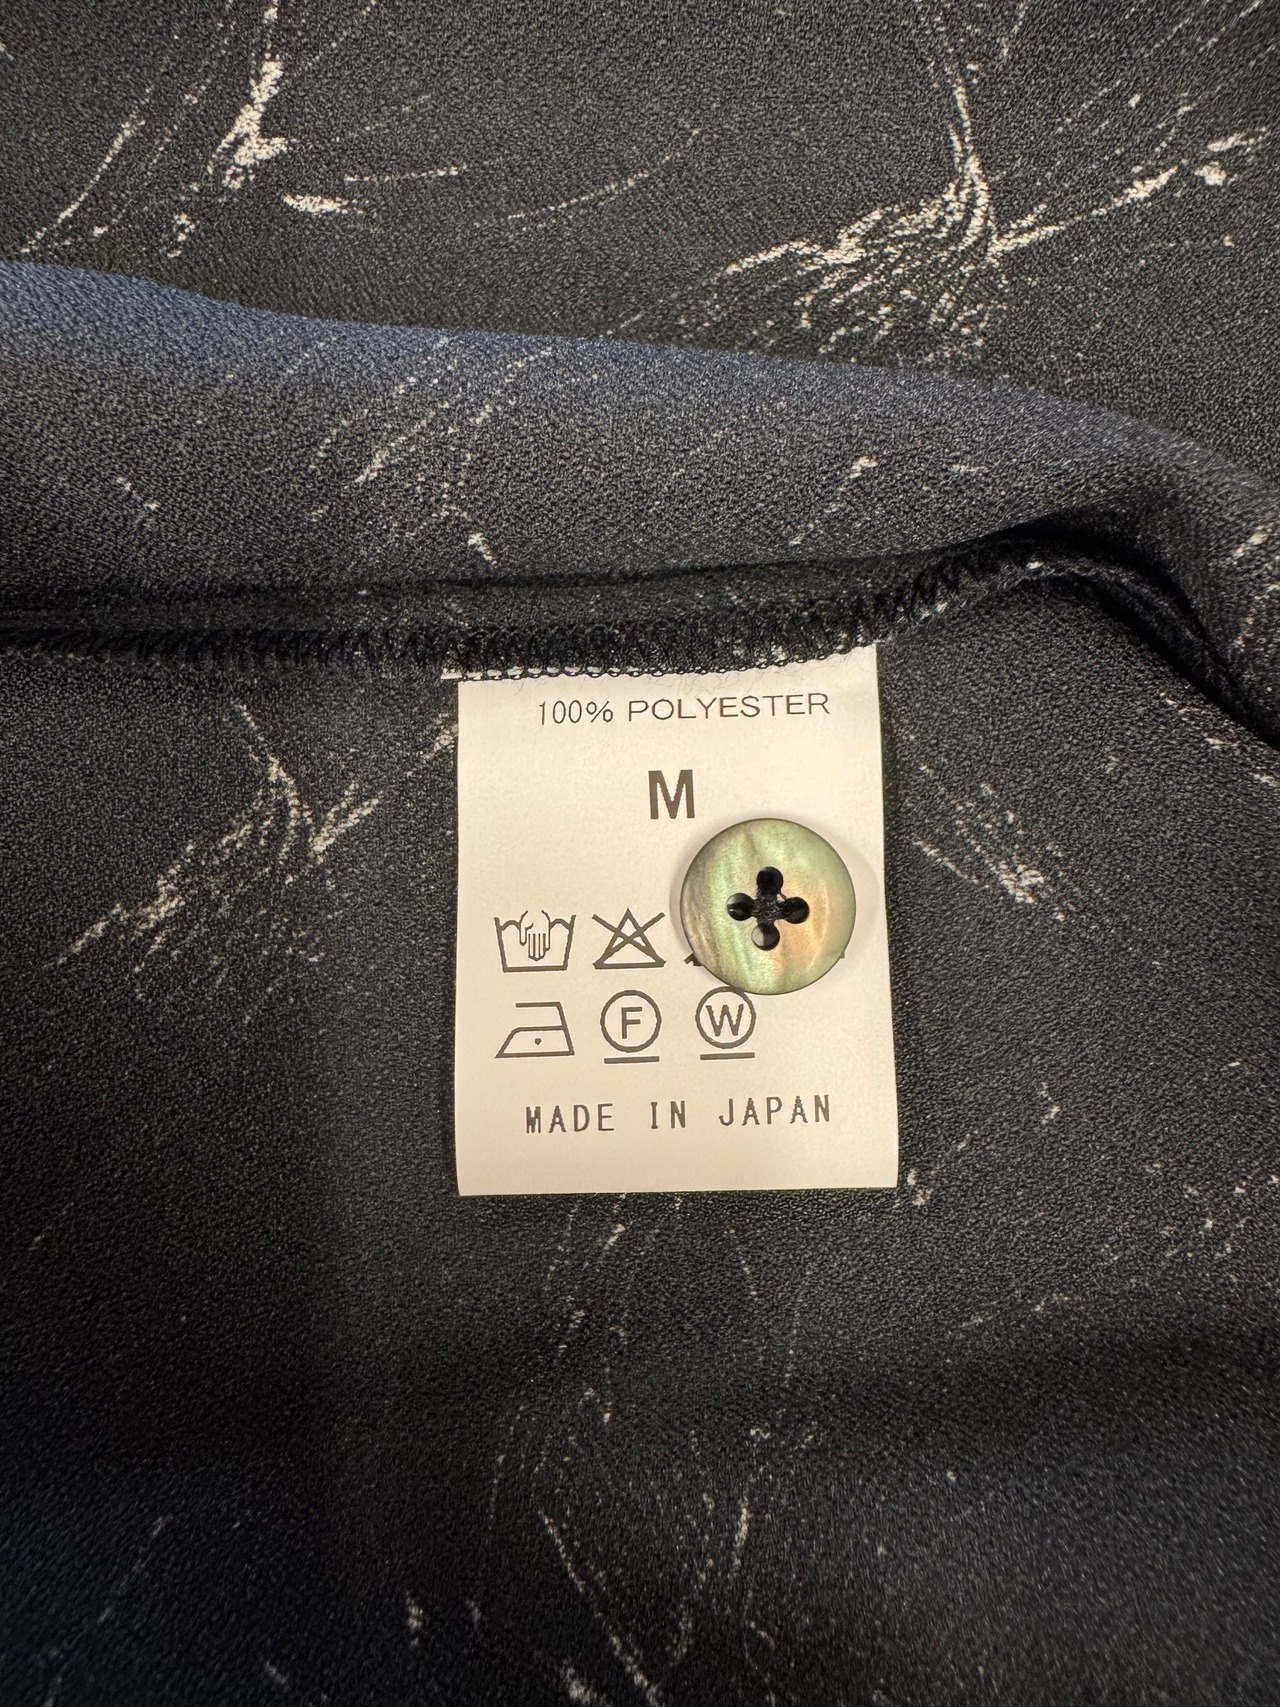 100% POLYESTER
M
F W
MADE IN JAPAN